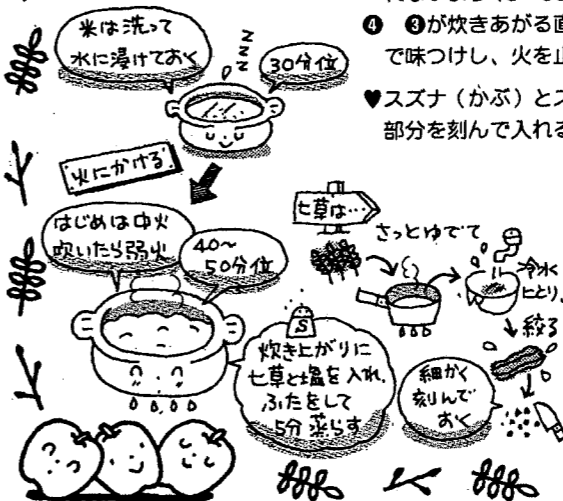 米は洗って
水に浸けておく
zzz
30分位
❹ ❸が炊きあがる直
で味つけし、火を止
♥スズナ（かぶ）とス
部分を刻んで入れる
火にかける
はじめは中火
吹いたら弱火
40〜
50分位
七草は…
さっとゆでて
冷水
にとり、
絞る
細かく
刻んで
おく
S
炊き上がりに
七草と塩を入れ、
ふたをして
5分蒸らす